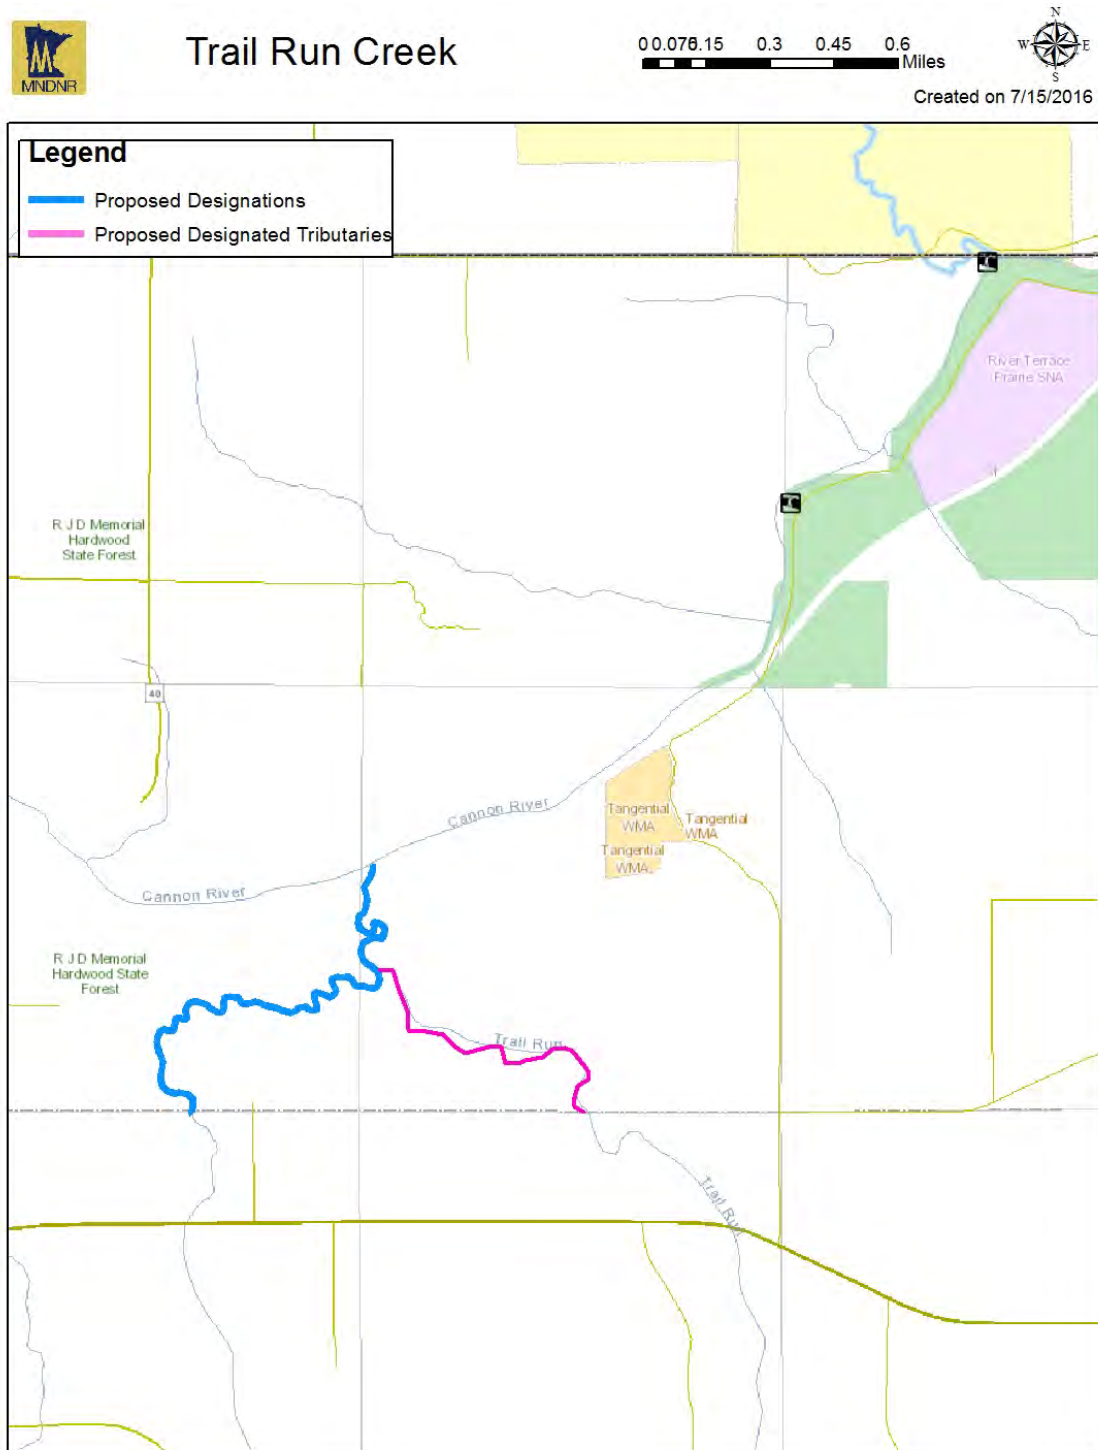 MNDNR
Trail Run Creek
0 0.075 0.15 0.3 0.45 0.6
Miles
N
W E
S
Created on 7/15/2016
Legend
Proposed Designations
Proposed Designated Tributaries
River Terrace
Prairie SNA
R J D Memorial
Hardwood
State Forest
40
Cannon River
Tangential
WMA
Tangential
WMA
Tangential
WMA
Cannon River
R J D Memorial
Hardwood State
Forest
Trail Run
Trail Run